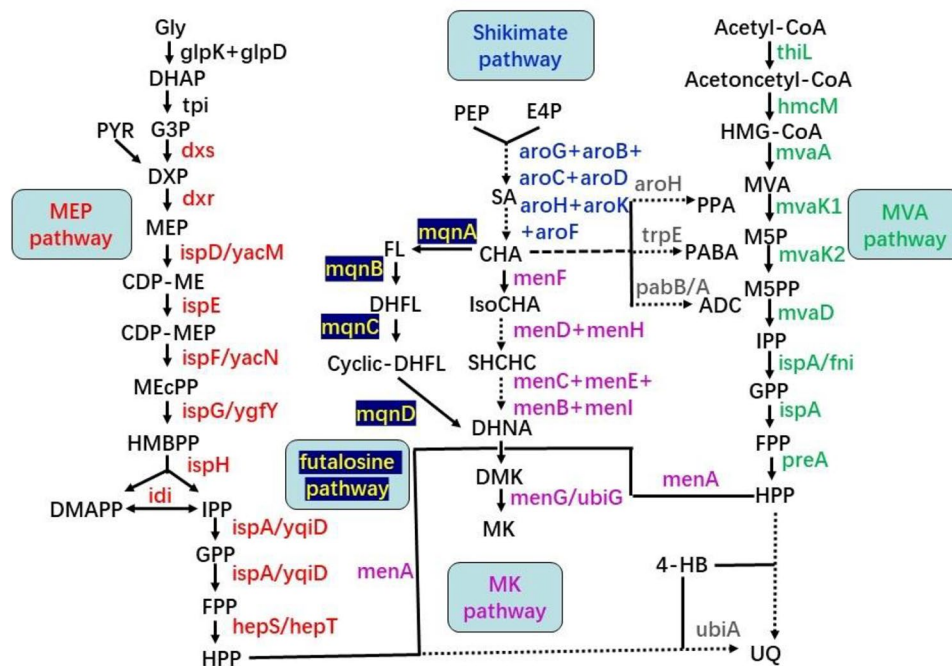 Gly
glpK+glpD
DHAP
tpi
PYR
G3P
dxs
DXP
dxr
MEP
pathway
MEP
ispD/yacM
CDP-ME
ispE
CDP-MEP
ispF/yacN
MEcPP
ispG/ygfY
HMBPP
ispH
idi
DMAPP
IPP
ispA/yqiD
GPP
ispA/yqiD
FPP
hepS/hepT
HPP
Shikimate
pathway
PEP
E4P
aroG+aroB+
aroC+aroD
SA
aroH+aroK
+aroF
mqnA
FL
CHA
mqnB
menF
DHFL
IsoCHA
mqnC
menD+menH
Cyclic-DHFL
SHCHC
menC+menE+
menB+menI
mqnD
DHNA
futalosine
pathway
DMK
menG/ubiG
MK
menA
menA
MK
pathway
aroH
PPA
trpE
PABA
pabB/A
ADC
Acetyl-CoA
thiL
Acetoncetyl-CoA
hmcM
HMG-CoA
mvaA
MVA
mvaK1
MVA
pathway
M5P
mvaK2
M5PP
mvaD
IPP
ispA/fni
GPP
ispA
FPP
preA
HPP
4-HB
ubiA
UQ